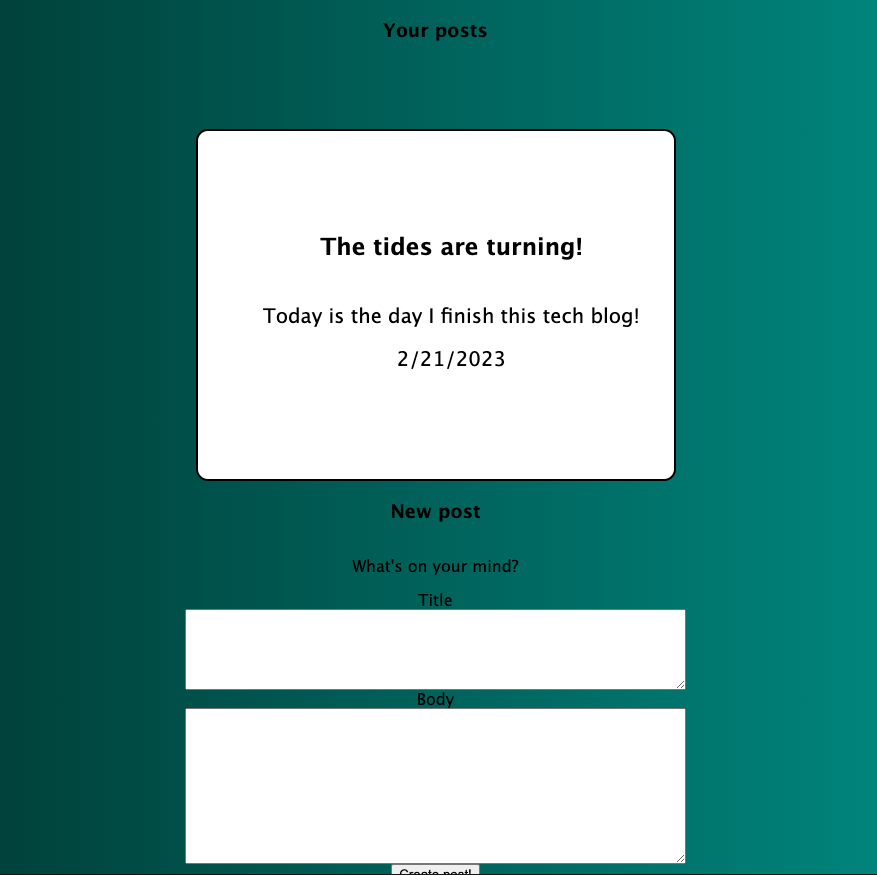 Your posts
The tides are turning!
Today is the day I finish this tech blog!
2/21/2023
New post
What's on your mind?
Title
Body
Create post!